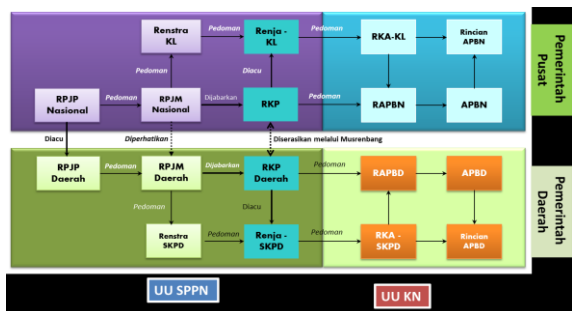 Renstra
KL
Pedoman
Renja -
KL
Pedoman
RKA-KL
Rincian
APBN
Pemerintah
Pusat
Pedoman
Diacu
RPJP
Nasional
Pedoman
RPJM
Nasional
Dijabarkan
RKP
Pedoman
RAPBN
APBN
Diacu
Diperhatikan
Diserasikan melalui Musrenbang
RPJP
Daerah
Pedoman
RPJM
Daerah
Dijabarkan
RKP
Daerah
Pedoman
RAPBD
APBD
Pemerintah
Daerah
Pedoman
Diacu
Renstra
SKPD
Pedoman
Renja -
SKPD
Pedoman
RKA -
SKPD
Rincian
APBD
UU SPPN
UU KN